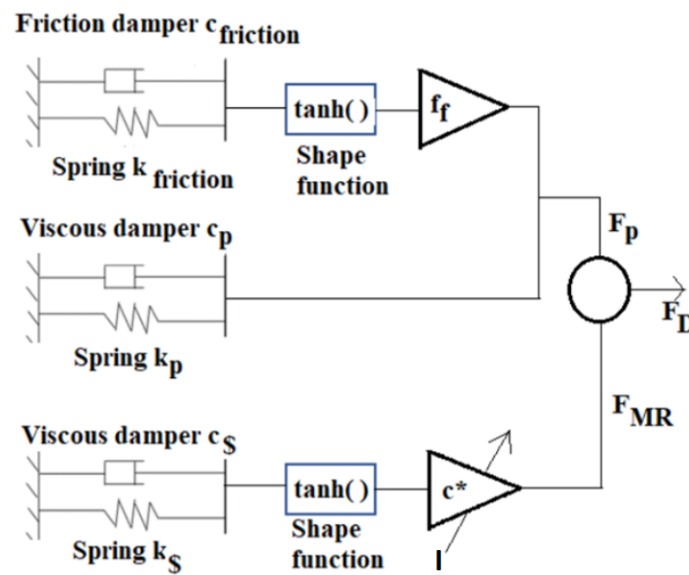 Friction damper c friction
tanh( )
f f
Spring k friction
Shape
function
Viscous damper c p
F p
Spring k p
F D
F MR
Viscous damper c $
tanh( )
c*
Shape
function
Spring k $
I